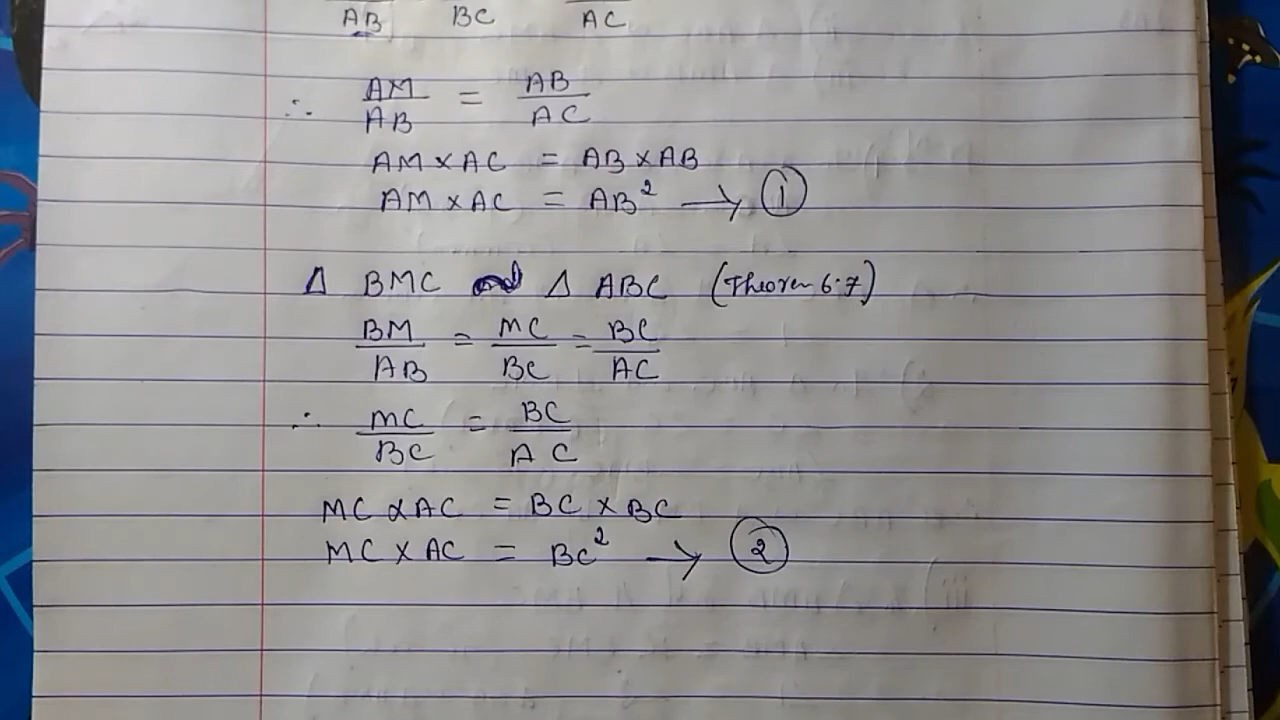 AB BC AC
∴ AM/AB = AB/AC
AM × AC = AB × AB
AM × AC = AB² → ①
Δ BMC and Δ ABC (Theorem 6.7)
BM/AB = MC/BC = BC/AC
∴ MC/BC = BC/AC
MC × AC = BC × BC
MC × AC = BC² → ②